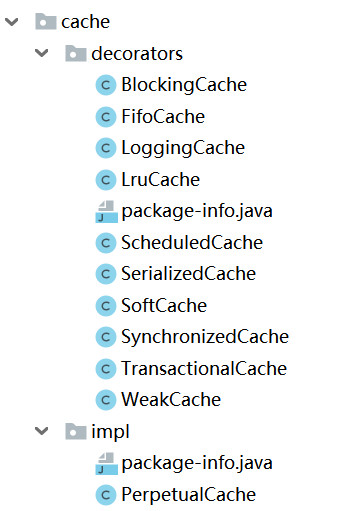 cache
decorators
BlockingCache
FifoCache
LoggingCache
LruCache
package-info.java
ScheduledCache
SerializedCache
SoftCache
SynchronizedCache
TransactionalCache
WeakCache
impl
package-info.java
PerpetualCache